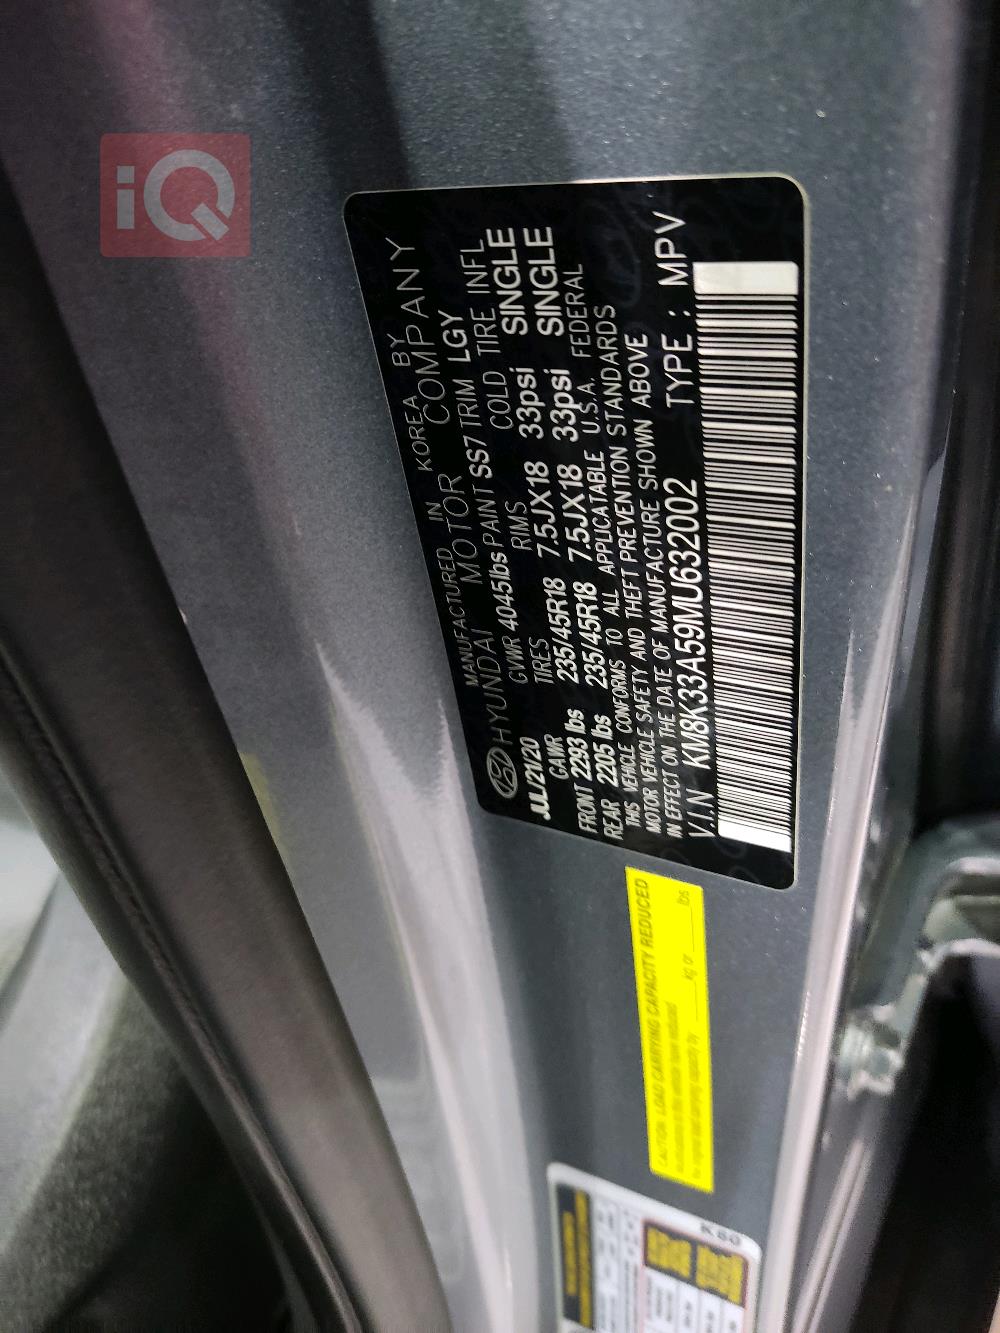 iQ
MANUFACTURED IN KOREA BY
HYUNDAI MOTOR COMPANY
JUL/21/20 GVWR 4045lbs PAINT SS7 TRIM LGY
GAWR TIRES RIMS COLD TIRE INFL
FRONT 2293 lbs 235/45R18 7.5JX18 33psi SINGLE
REAR 2205 lbs 235/45R18 7.5JX18 33psi SINGLE
THIS VEHICLE CONFORMS TO ALL APPLICATABLE U.S.A. FEDERAL
MOTOR VEHICLE SAFETY AND THEFT PREVENTION STANDARDS
IN EFFECT ON THE DATE OF MANUFACTURE SHOWN ABOVE
V.I.N KM8K33A59MU632002 TYPE : MPV
CAUTION: LOAD CARRYING CAPACITY REDUCED
kg or lbs